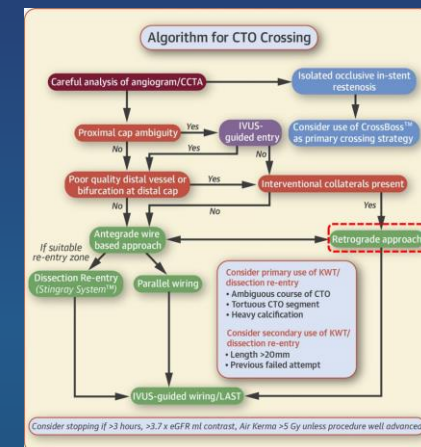 Algorithm for CTO Crossing
Careful analysis of angiogram/CCTA
Isolated occlusive in-stent
restenosis
Proximal cap ambiguity
Yes
IVUS-
guided entry
Consider use of CrossBoss™
as primary crossing strategy
No
Yes
No
Poor quality distal vessel or
bifurcation at distal cap
Yes
Interventional collaterals present
No
No
Yes
If suitable
re-entry zone
Antegrade wire
based approach
Retrograde approach
Dissection Re-entry
(Stingray System™)
Parallel wiring
Consider primary use of KWT/
dissection re-entry
• Ambiguous course of CTO
• Tortuous CTO segment
• Heavy calcification
Consider secondary use of KWT/
dissection re-entry
• Length >20mm
• Previous failed attempt
IVUS-guided wiring/LAST
Consider stopping if >3 hours, >3.7 x eGFR ml contrast, Air Kerma >5 Gy unless procedure well advanced